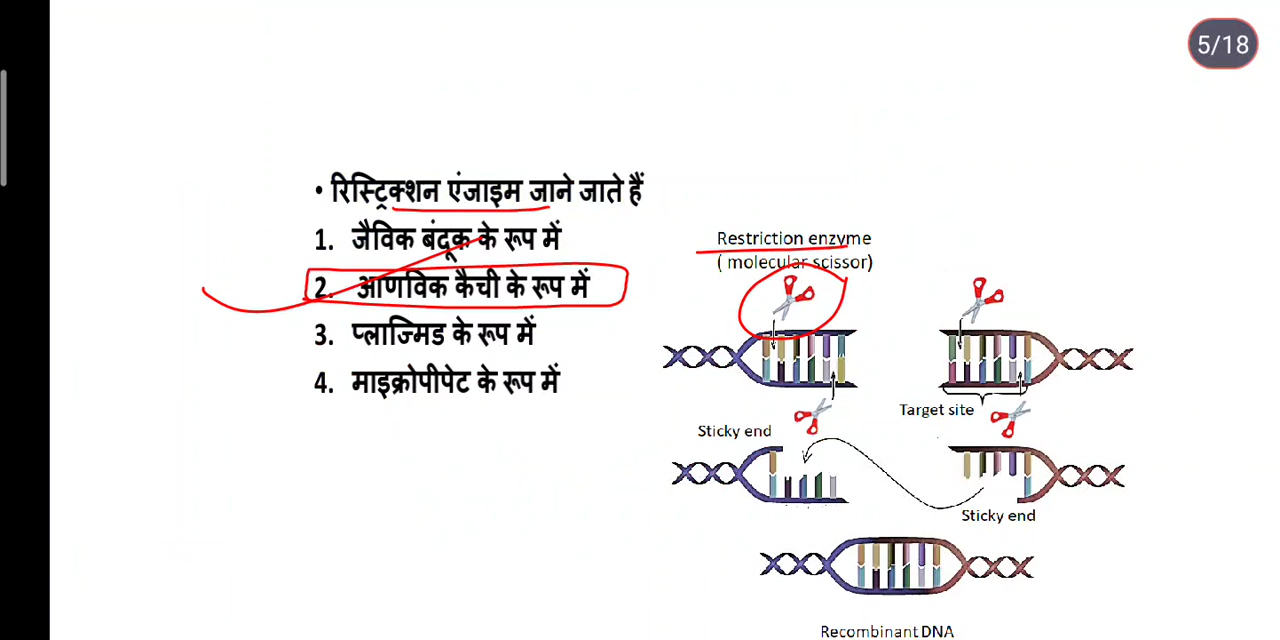 5/18
• रिस्ट्रिक्शन एंजाइम जाने जाते हैं
1. जैविक बंदूक के रूप में
2. आणविक कैची के रूप में
3. प्लाज्मिड के रूप में
4. माइक्रोपीपेट के रूप में
Restriction enzyme
( molecular scissor)
Target site
Sticky end
Sticky end
Recombinant DNA